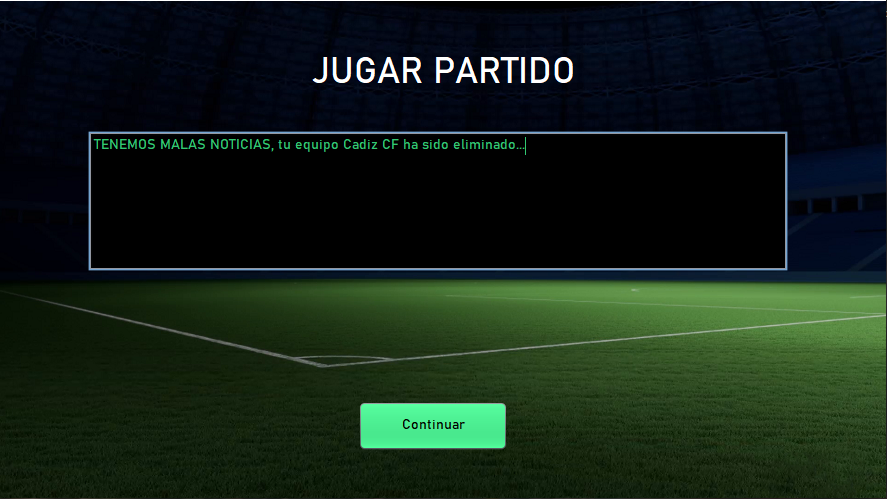 JUGAR PARTIDO
TENEMOS MALAS NOTICIAS, tu equipo Cadiz CF ha sido eliminado...
Continuar